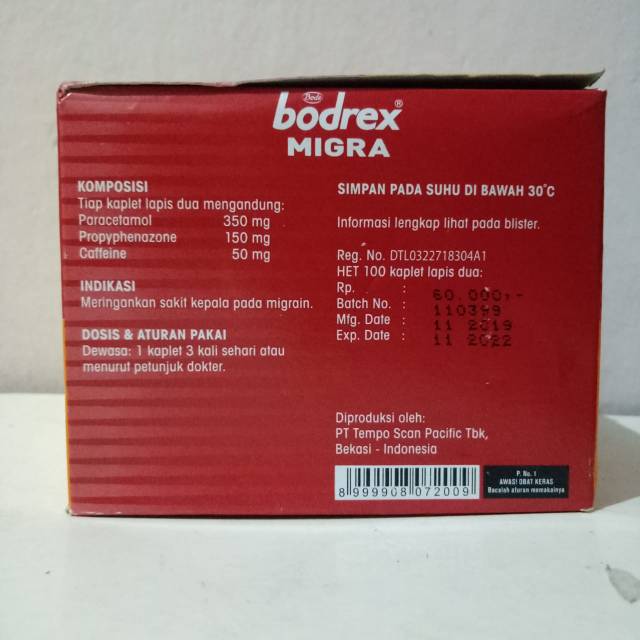 Bode
bodrex®
MIGRA
KOMPOSISI
Tiap kaplet lapis dua mengandung:
Paracetamol 350 mg
Propyphenazone 150 mg
Caffeine 50 mg
INDIKASI
Meringankan sakit kepala pada migrain.
DOSIS & ATURAN PAKAI
Dewasa: 1 kaplet 3 kali sehari atau
menurut petunjuk dokter.
SIMPAN PADA SUHU DI BAWAH 30°C
Informasi lengkap lihat pada blister.
Reg. No. DTL0322718304A1
HET 100 kaplet lapis dua:
Rp. : 60.000,-
Batch No. : 110399
Mfg. Date : 11 2019
Exp. Date : 11 2022
Diproduksi oleh:
PT Tempo Scan Pacific Tbk,
Bekasi - Indonesia
8 999908 072009
P. No. 1
AWAS! OBAT KERAS
Bacalah aturan memakainya